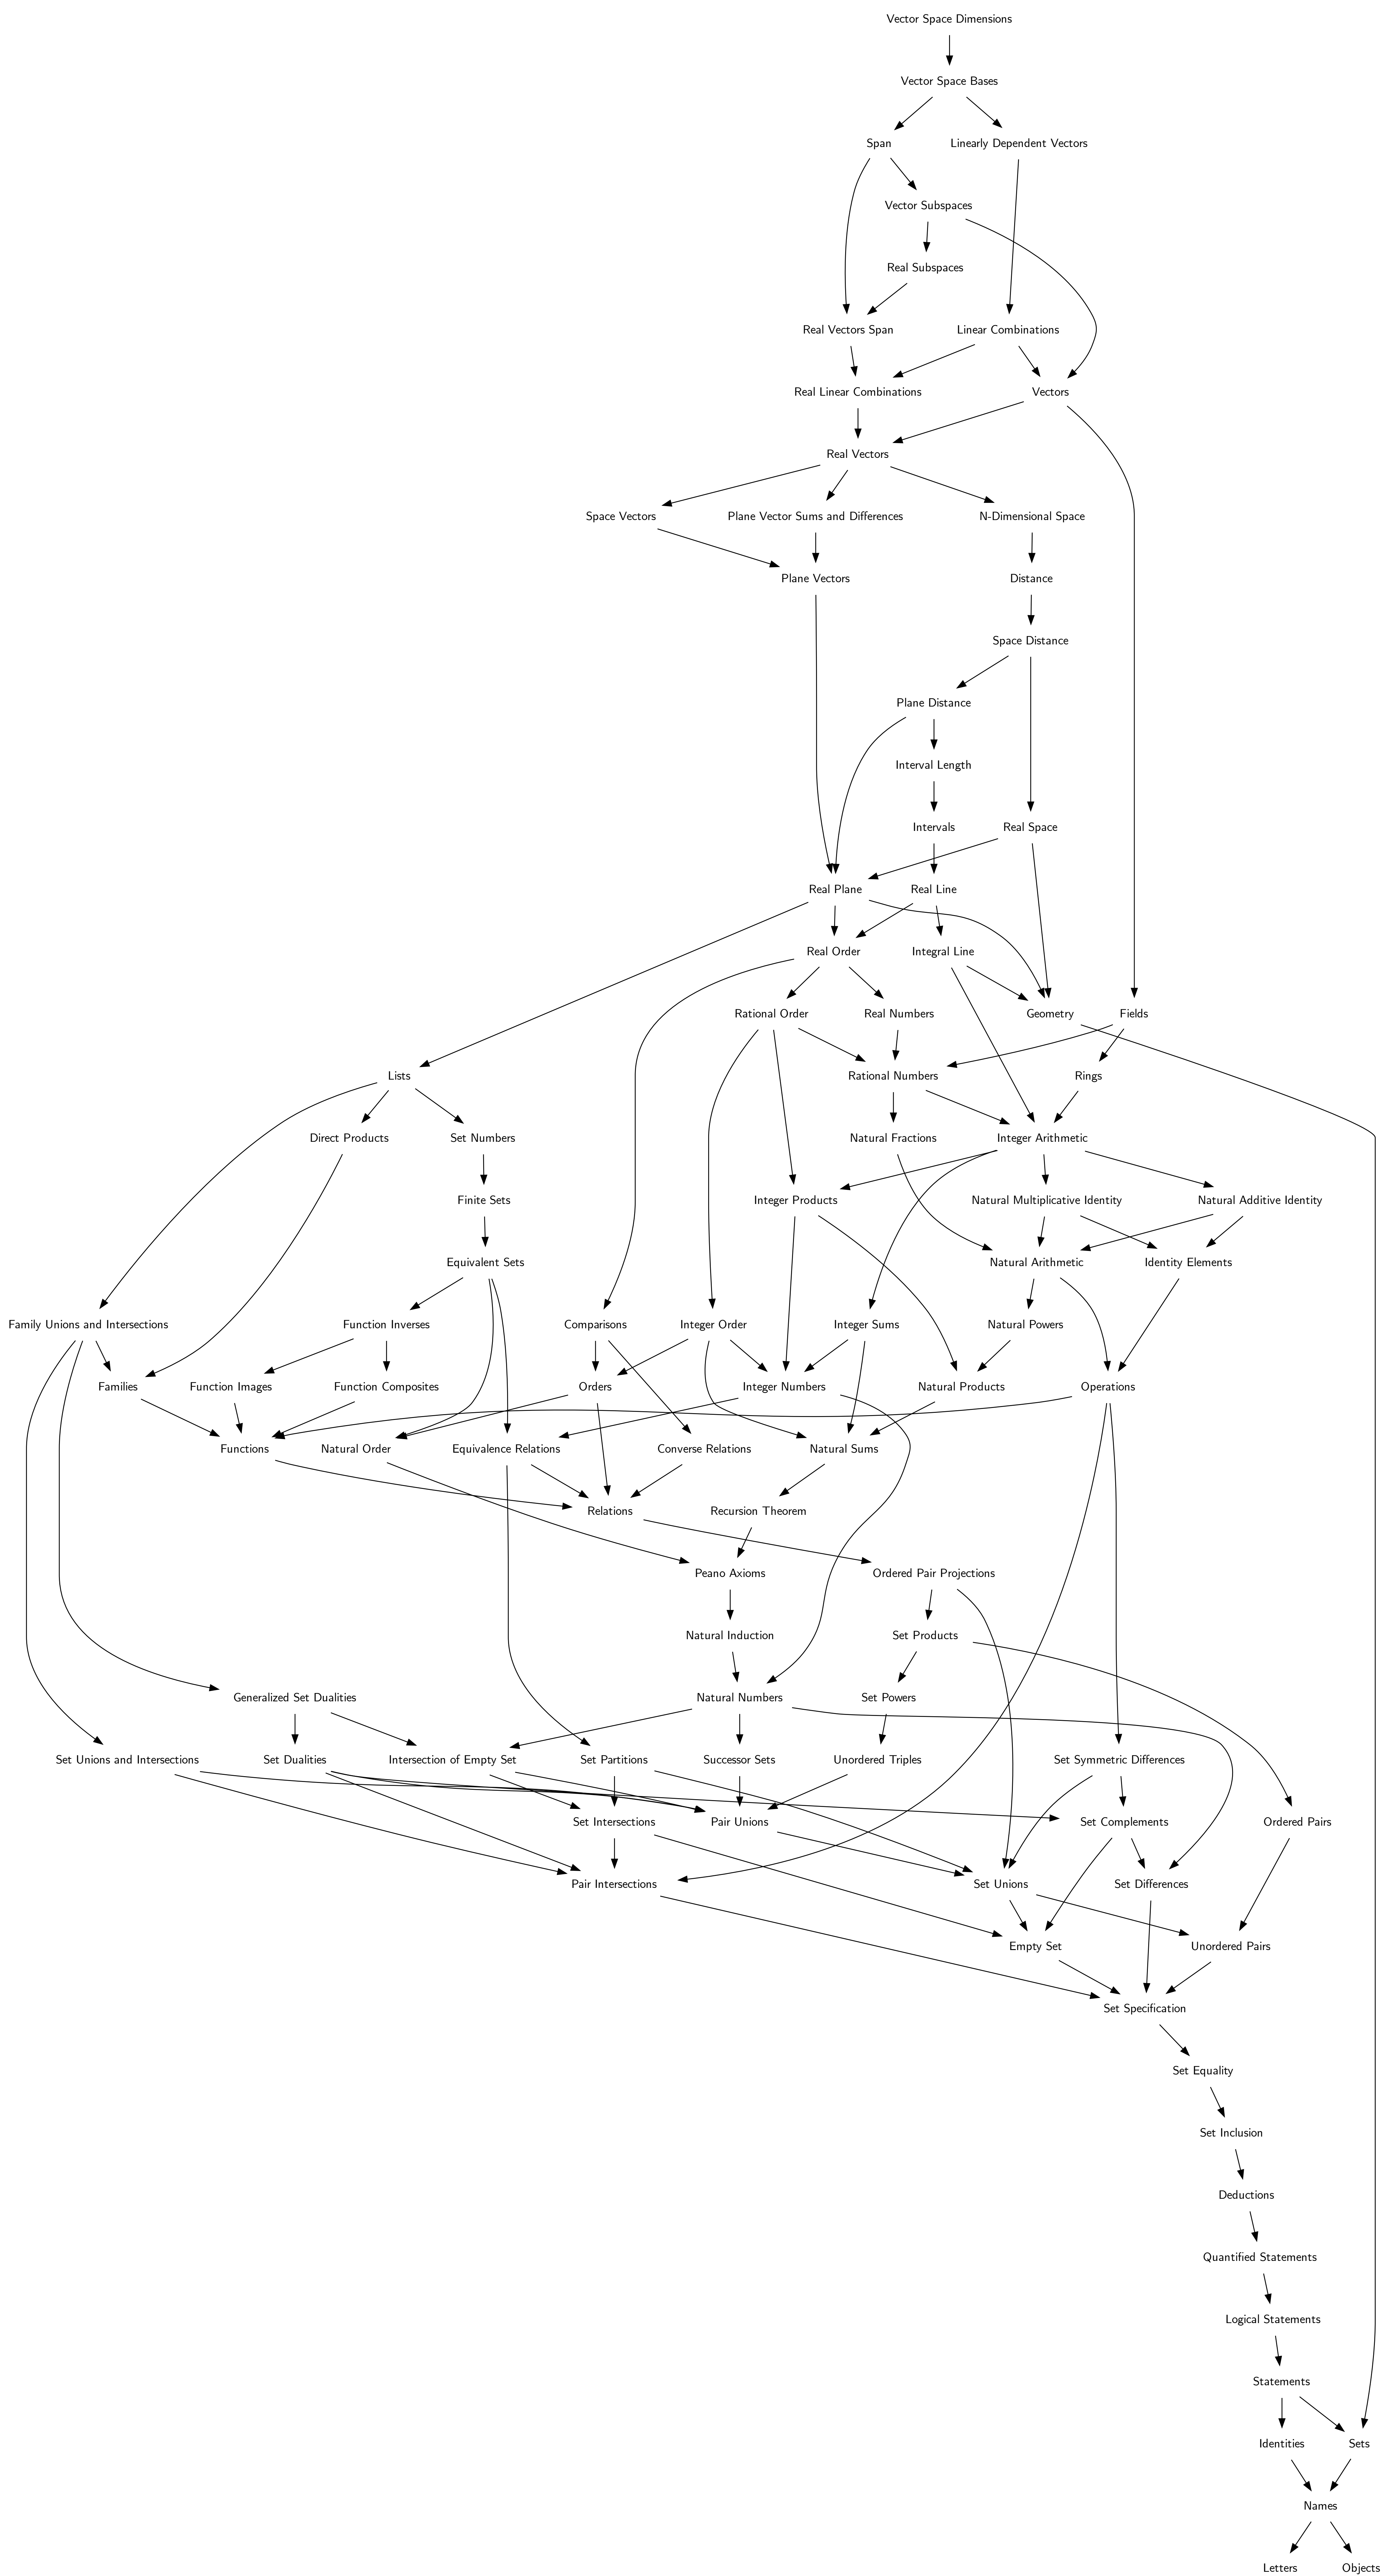 Vector Space Dimensions
Vector Space Bases
Span
Linearly Dependent Vectors
Vector Subspaces
Real Subspaces
Real Vectors Span
Linear Combinations
Real Linear Combinations
Vectors
Real Vectors
Space Vectors
Plane Vector Sums and Differences
N-Dimensional Space
Plane Vectors
Distance
Space Distance
Plane Distance
Interval Length
Intervals
Real Space
Real Plane
Real Line
Real Order
Integral Line
Rational Order
Real Numbers
Geometry
Fields
Lists
Rational Numbers
Rings
Direct Products
Set Numbers
Natural Fractions
Integer Arithmetic
Finite Sets
Integer Products
Natural Multiplicative Identity
Natural Additive Identity
Equivalent Sets
Natural Arithmetic
Identity Elements
Family Unions and Intersections
Function Inverses
Comparisons
Integer Order
Integer Sums
Natural Powers
Families
Function Images
Function Composites
Orders
Integer Numbers
Natural Products
Operations
Functions
Natural Order
Equivalence Relations
Converse Relations
Natural Sums
Relations
Recursion Theorem
Peano Axioms
Ordered Pair Projections
Natural Induction
Set Products
Generalized Set Dualities
Natural Numbers
Set Powers
Set Unions and Intersections
Set Dualities
Intersection of Empty Set
Set Partitions
Successor Sets
Unordered Triples
Set Symmetric Differences
Set Intersections
Pair Unions
Set Complements
Ordered Pairs
Pair Intersections
Set Unions
Set Differences
Empty Set
Unordered Pairs
Set Specification
Set Equality
Set Inclusion
Deductions
Quantified Statements
Logical Statements
Statements
Identities
Sets
Names
Letters
Objects